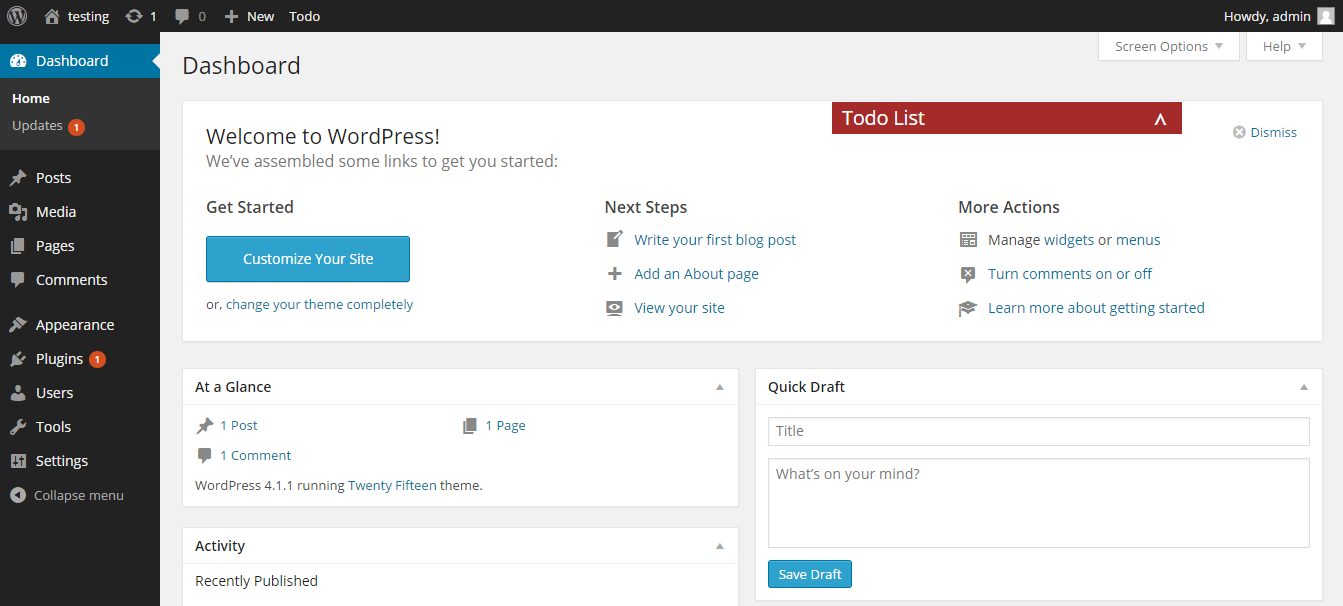 testing 1 0 New Todo Howdy, admin
Dashboard
Home
Updates 1
Posts
Media
Pages
Comments
Appearance
Plugins 1
Users
Tools
Settings
Collapse menu
Screen Options Help
Dashboard
Todo List
Dismiss
Welcome to WordPress!
We've assembled some links to get you started:
Get Started
Customize Your Site
or, change your theme completely
Next Steps
Write your first blog post
Add an About page
View your site
More Actions
Manage widgets or menus
Turn comments on or off
Learn more about getting started
At a Glance
1 Post 1 Page
1 Comment
WordPress 4.1.1 running Twenty Fifteen theme.
Activity
Recently Published
Quick Draft
Title
What's on your mind?
Save Draft